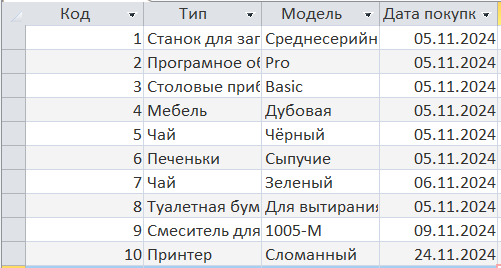 Код Тип Модель Дата покупк
1 Станок для заг Среднесерийн 05.11.2024
2 Програмное об Pro 05.11.2024
3 Столовые приб Basic 05.11.2024
4 Мебель Дубовая 05.11.2024
5 Чай Чёрный 05.11.2024
6 Печеньки Сыпучие 05.11.2024
7 Чай Зеленый 06.11.2024
8 Туалетная бум Для вытирания 05.11.2024
9 Смеситель для 1005-М 09.11.2024
10 Принтер Сломанный 24.11.2024